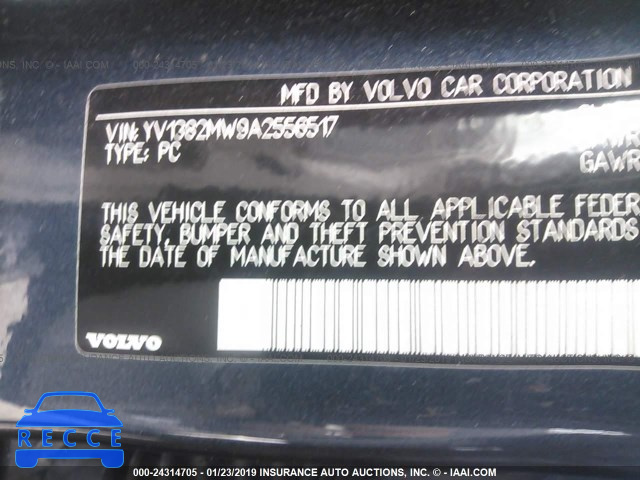 MFD BY VOLVO CAR CORPORATION
VIN: YV1382MW9A2556517
TYPE: PC
GAWR
THIS VEHICLE CONFORMS TO ALL APPLICABLE FEDER
SAFETY, BUMPER AND THEFT PREVENTION STANDARDS
THE DATE OF MANUFACTURE SHOWN ABOVE.
VOLVO
RECCE
000-24314705 - 01/23/2019 INSURANCE AUTO AUCTIONS, INC. - © IAAI.COM